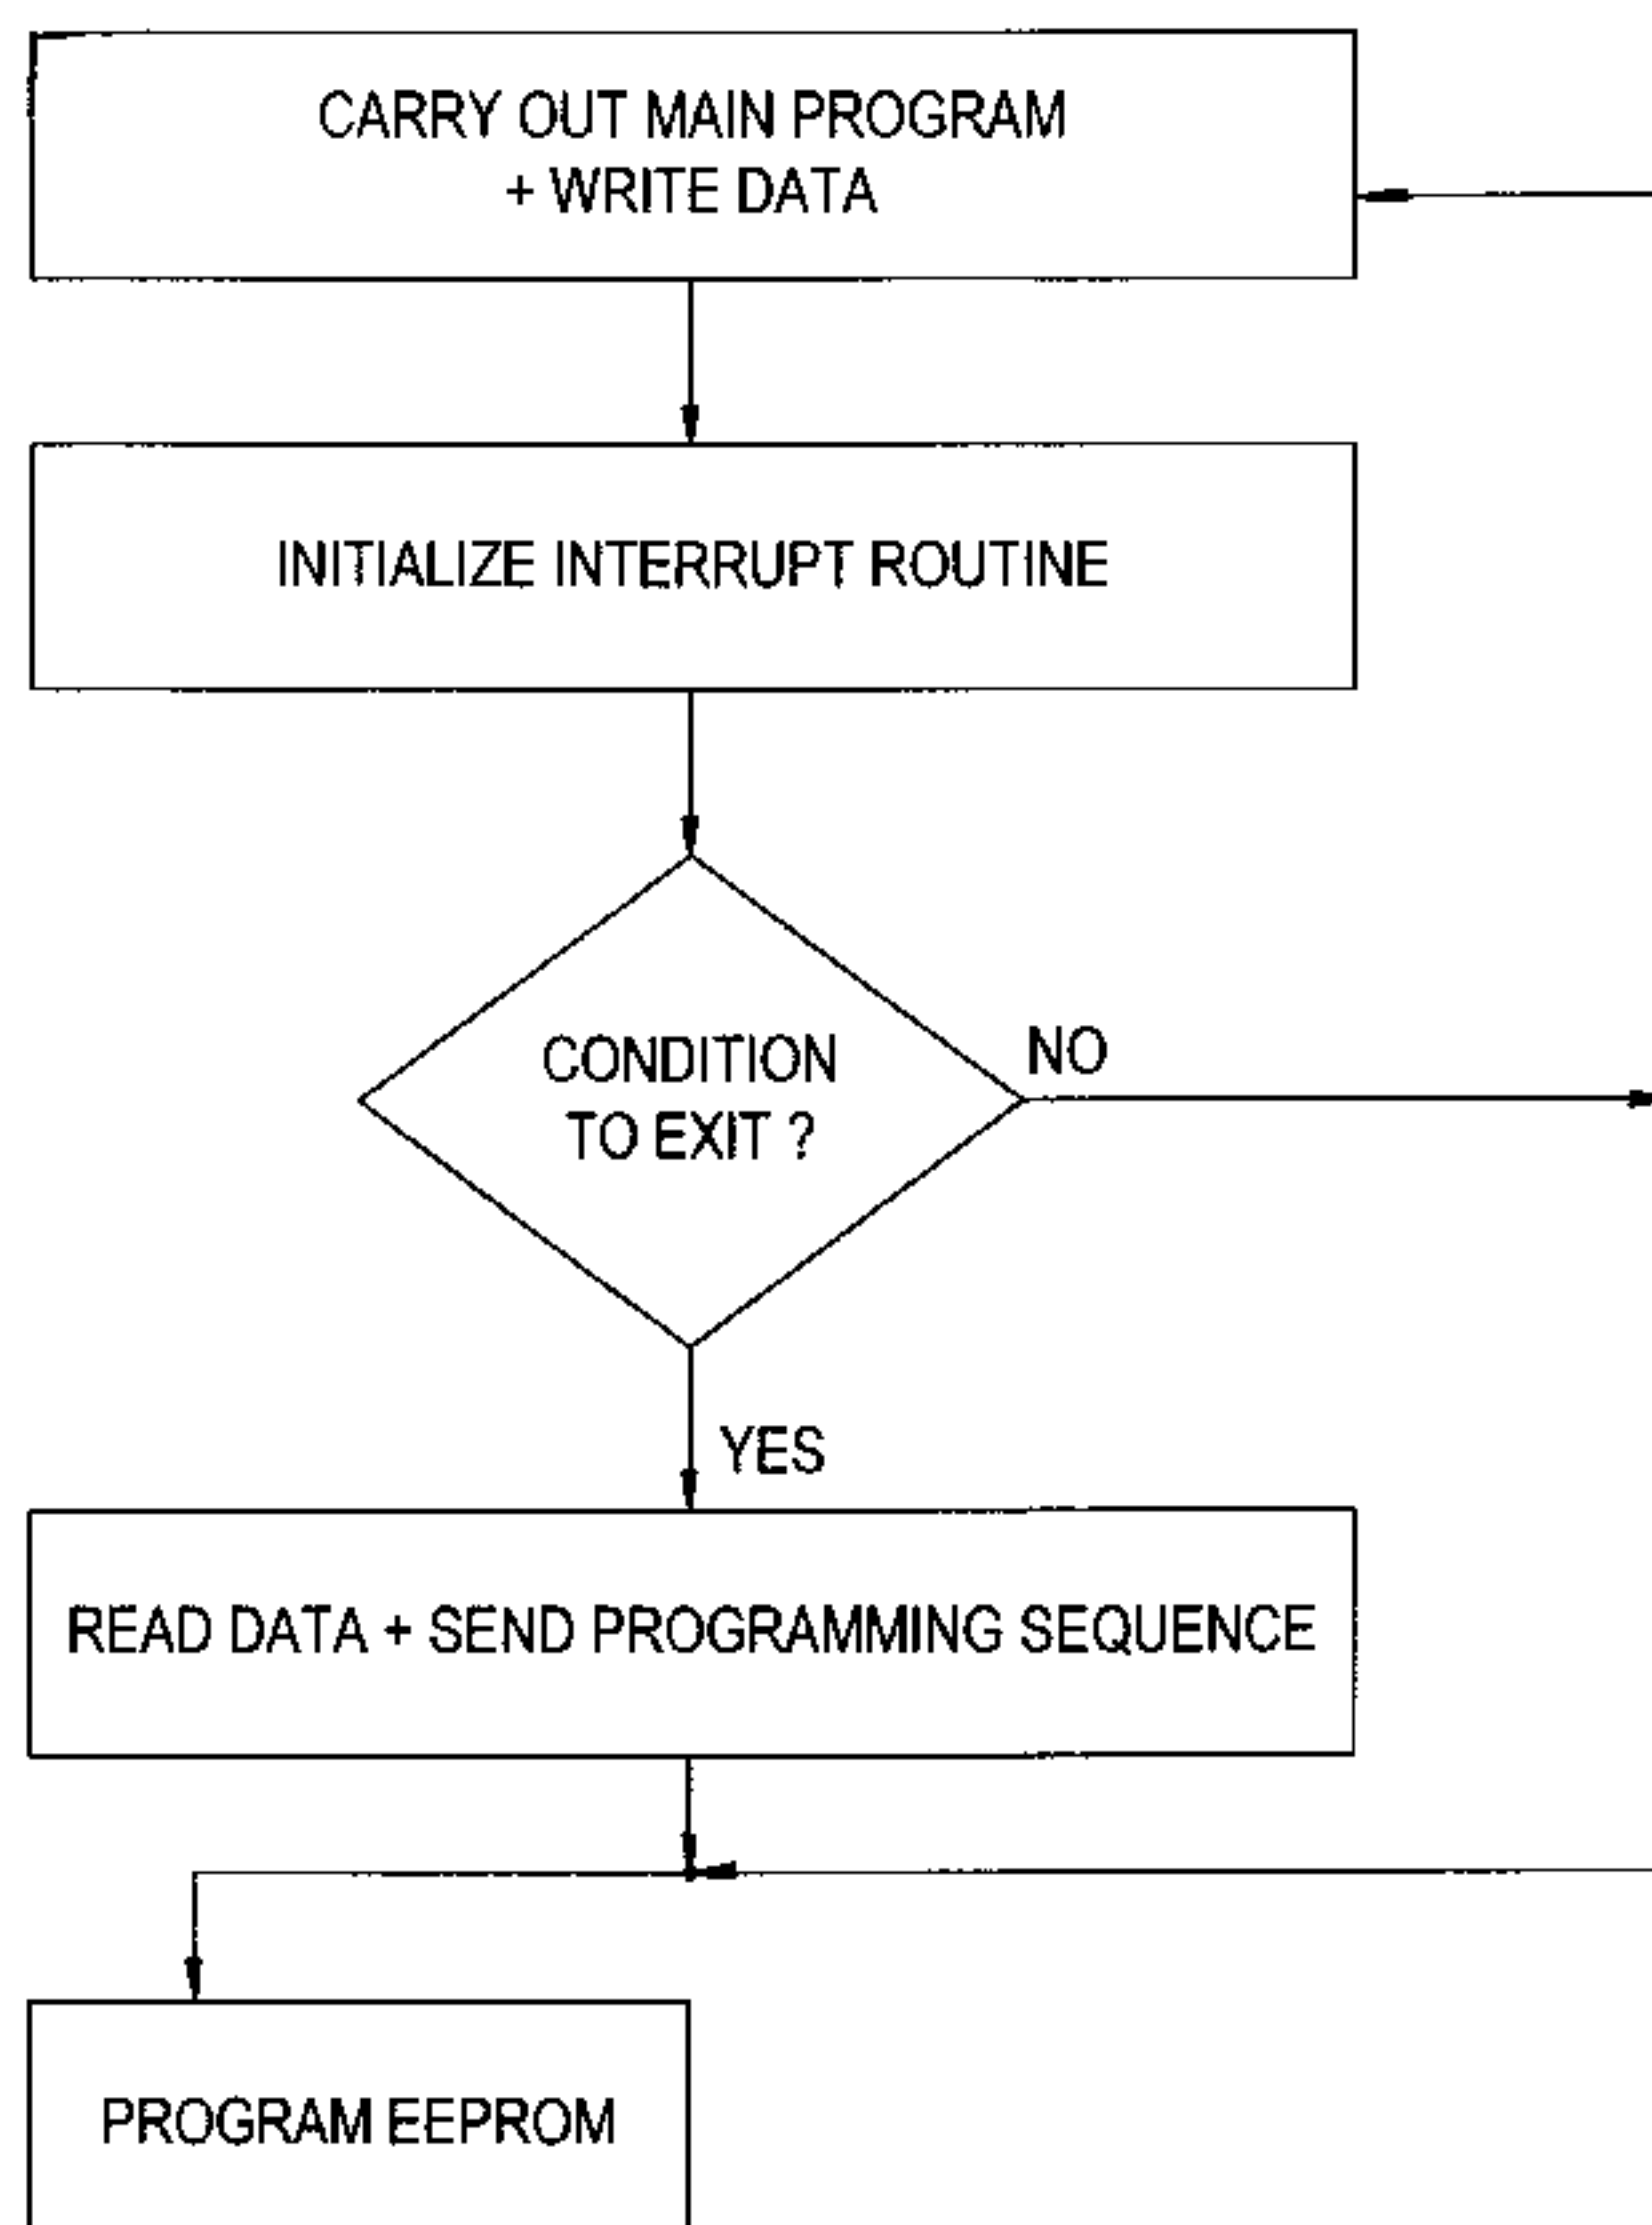 CARRY OUT MAIN PROGRAM
+ WRITE DATA
INITIALIZE INTERRUPT ROUTINE
CONDITION
TO EXIT ?
NO
YES
READ DATA + SEND PROGRAMMING SEQUENCE
PROGRAM EEPROM